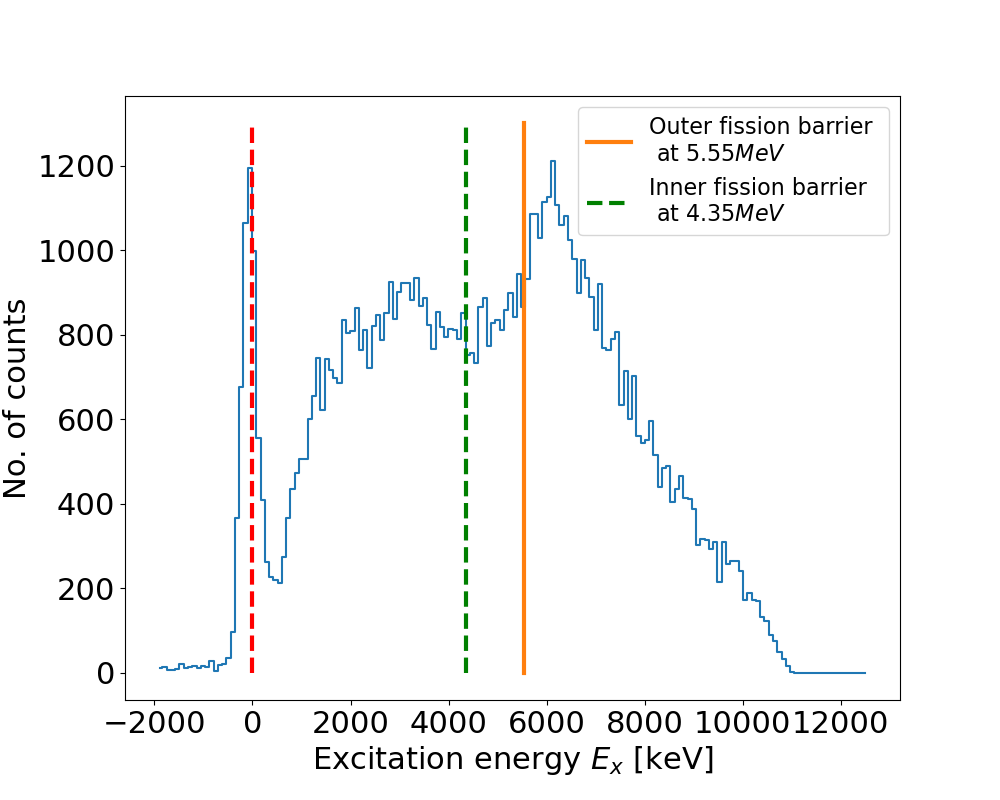 Outer fission barrier
at 5.55MeV
Inner fission barrier
at 4.35MeV
1200
1000
800
600
400
200
0
No. of counts
−2000 0 2000 4000 6000 8000 10000 12000
Excitation energy Eₓ [keV]